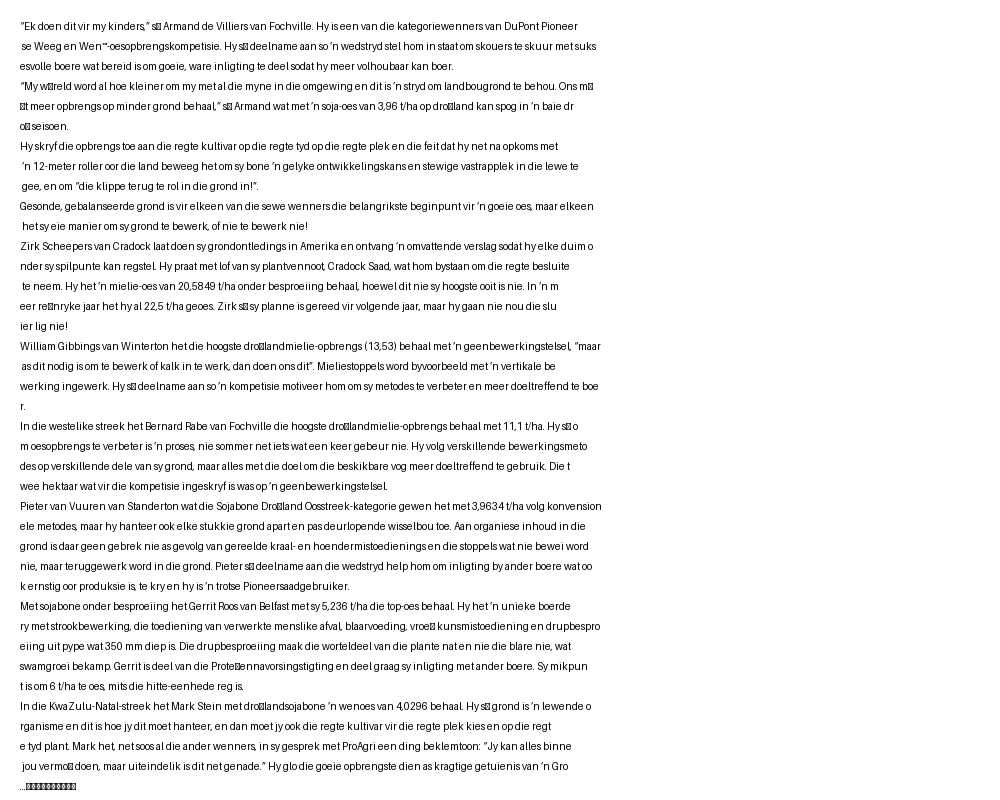 "Ek doen dit vir my kinders," s□ Armand de Villiers van Fochville. Hy is een van die kategoriewenners van DuPont Pioneer
se Weeg en Wen™-oesopbrengskompetisie. Hy s□ deelname aan so 'n wedstryd stel hom in staat om skouers te skuur met suks
esvolle boere wat bereid is om goeie, ware inligting te deel sodat hy meer volhoubaar kan boer.
"My w□reld word al hoe kleiner om my met al die myne in die omgewing en dit is 'n stryd om landbougrond te behou. Ons m□
□t meer opbrengs op minder grond behaal," s□ Armand wat met 'n soja-oes van 3,96 t/ha op dro□land kan spog in 'n baie dr
o□ seisoen.
Hy skryf die opbrengs toe aan die regte kultivar op die regte tyd op die regte plek en die feit dat hy net na opkoms met
'n 12-meter roller oor die land beweeg het om sy bone 'n gelyke ontwikkelingskans en stewige vastrapplek in die lewe te
gee, en om "die klippe terug te rol in die grond in!".
Gesonde, gebalanseerde grond is vir elkeen van die sewe wenners die belangrikste beginpunt vir 'n goeie oes, maar elkeen
het sy eie manier om sy grond te bewerk, of nie te bewerk nie!
Zirk Scheepers van Cradock laat doen sy grondontledings in Amerika en ontvang 'n omvattende verslag sodat hy elke duim o
nder sy spilpunte kan regstel. Hy praat met lof van sy plantvennoot, Cradock Saad, wat hom bystaan om die regte besluite
te neem. Hy het 'n mielie-oes van 20,5849 t/ha onder besproeiing behaal, hoewel dit nie sy hoogste ooit is nie. In 'n m
eer re□nryke jaar het hy al 22,5 t/ha geoes. Zirk s□ sy planne is gereed vir volgende jaar, maar hy gaan nie nou die slu
ier lig nie!
William Gibbings van Winterton het die hoogste dro□landmielie-opbrengs (13,53) behaal met 'n geenbewerkingstelsel, "maar
as dit nodig is om te bewerk of kalk in te werk, dan doen ons dit". Mieliestoppels word byvoorbeeld met 'n vertikale be
werking ingewerk. Hy s□ deelname aan so 'n kompetisie motiveer hom om sy metodes te verbeter en meer doeltreffend te boe
r.
In die westelike streek het Bernard Rabe van Fochville die hoogste dro□landmielie-opbrengs behaal met 11,1 t/ha. Hy s□ o
m oesopbrengs te verbeter is 'n proses, nie sommer net iets wat een keer gebeur nie. Hy volg verskillende bewerkingsmeto
des op verskillende dele van sy grond, maar alles met die doel om die beskikbare vog meer doeltreffend te gebruik. Die t
wee hektaar wat vir die kompetisie ingeskryf is was op 'n geenbewerkingstelsel.
Pieter van Vuuren van Standerton wat die Sojabone Dro□land Oosstreek-kategorie gewen het met 3,9634 t/ha volg konvension
ele metodes, maar hy hanteer ook elke stukkie grond apart en pas deurlopende wisselbou toe. Aan organiese inhoud in die
grond is daar geen gebrek nie as gevolg van gereelde kraal- en hoendermistoedienings en die stoppels wat nie bewei word
nie, maar teruggewerk word in die grond. Pieter s□ deelname aan die wedstryd help hom om inligting by ander boere wat oo
k ernstig oor produksie is, te kry en hy is 'n trotse Pioneersaadgebruiker.
Met sojabone onder besproeiing het Gerrit Roos van Belfast met sy 5,236 t/ha die top-oes behaal. Hy het 'n unieke boerde
ry met strookbewerking, die toediening van verwerkte menslike afval, blaarvoeding, vroe□ kunsmistoediening en drupbespro
eiing uit pype wat 350 mm diep is. Die drupbesproeiing maak die worteldeel van die plante nat en nie die blare nie, wat
swamgroei bekamp. Gerrit is deel van die Prote□ennavorsingstigting en deel graag sy inligting met ander boere. Sy mikpun
t is om 6 t/ha te oes, mits die hitte-eenhede reg is.
In die KwaZulu-Natal-streek het Mark Stein met dro□landsojabone 'n wenoes van 4,0296 behaal. Hy s□ grond is 'n lewende o
rganisme en dit is hoe jy dit moet hanteer, en dan moet jy ook die regte kultivar vir die regte plek kies en op die regt
e tyd plant. Mark het, net soos al die ander wenners, in sy gesprek met ProAgri een ding beklemtoon: "Jy kan alles binne
jou vermo□ doen, maar uiteindelik is dit net genade." Hy glo die goeie opbrengste dien as kragtige getuienis van 'n Gro
...□□□□□□□□□□